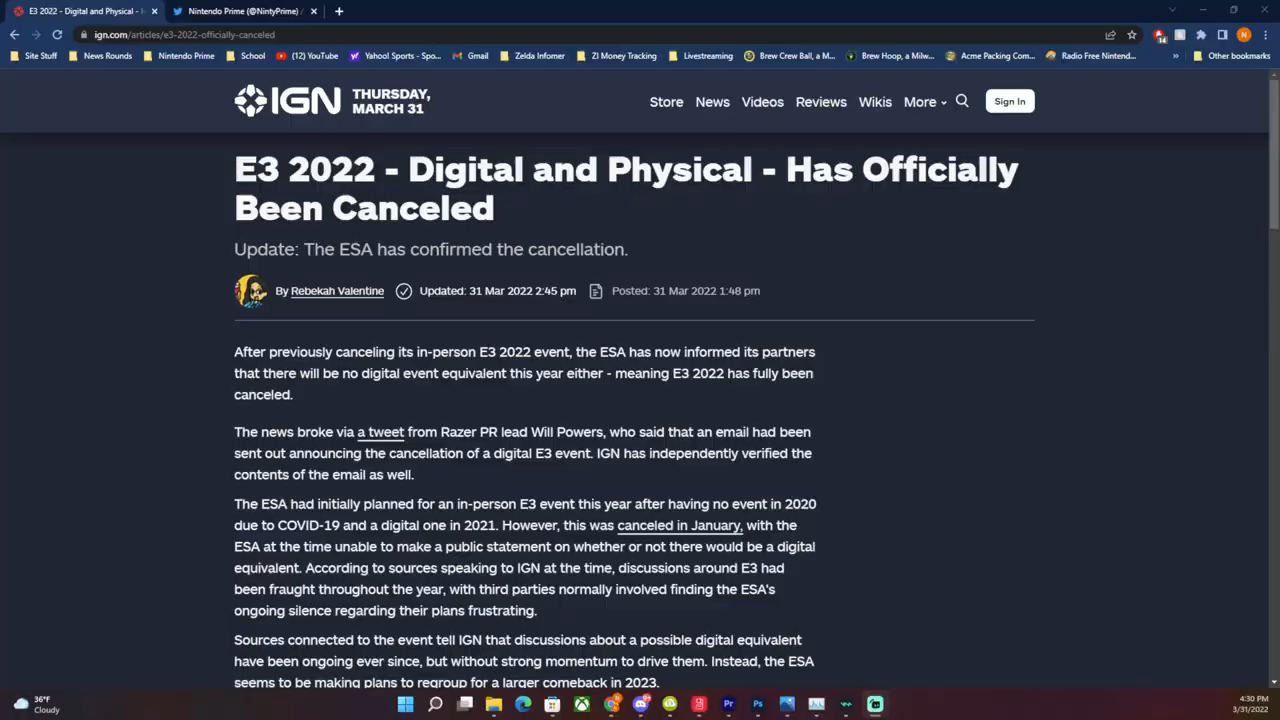 E3 2022 - Digital and Physical - H
Nintendo Prime (@NintyPrime) /
ign.com/articles/e3-2022-officially-canceled
Site Stuff News Rounds Nintendo Prime School (12) YouTube Yahoo! Sports - Spo... Gmail Zelda Infomer ZI Money Tracking Livestreaming Brew Crew Ball, a M... Brew Hoop, a Milw... Acme Packing Com... Radio Free Nintend... » Other bookmarks
IGN THURSDAY,
MARCH 31
Store News Videos Reviews Wikis More Sign In
E3 2022 - Digital and Physical - Has Officially
Been Canceled
Update: The ESA has confirmed the cancellation.
By Rebekah Valentine Updated: 31 Mar 2022 2:45 pm Posted: 31 Mar 2022 1:48 pm
After previously canceling its in-person E3 2022 event, the ESA has now informed its partners
that there will be no digital event equivalent this year either - meaning E3 2022 has fully been
canceled.
The news broke via a tweet from Razer PR lead Will Powers, who said that an email had been
sent out announcing the cancellation of a digital E3 event. IGN has independently verified the
contents of the email as well.
The ESA had initially planned for an in-person E3 event this year after having no event in 2020
due to COVID-19 and a digital one in 2021. However, this was canceled in January, with the
ESA at the time unable to make a public statement on whether or not there would be a digital
equivalent. According to sources speaking to IGN at the time, discussions around E3 had
been fraught throughout the year, with third parties normally involved finding the ESA's
ongoing silence regarding their plans frustrating.
Sources connected to the event tell IGN that discussions about a possible digital equivalent
have been ongoing ever since, but without strong momentum to drive them. Instead, the ESA
seems to be making plans to regroup for a larger comeback in 2023.
36°F
Cloudy
4:30 PM
3/31/2022